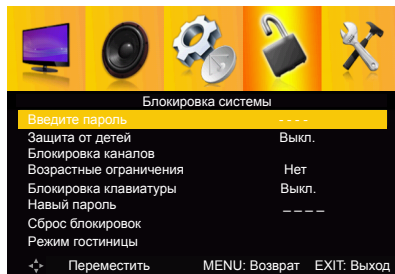 Блокировка системы
Введите пароль - - - -
Защита от детей Выкл.
Блокировка каналов
Возрастные ограничения Нет
Блокировка клавиатуры Выкл.
Навый пароль _ _ _ _
Сброс блокировок
Режим гостиницы
Переместить MENU: Возврат EXIT: Выход